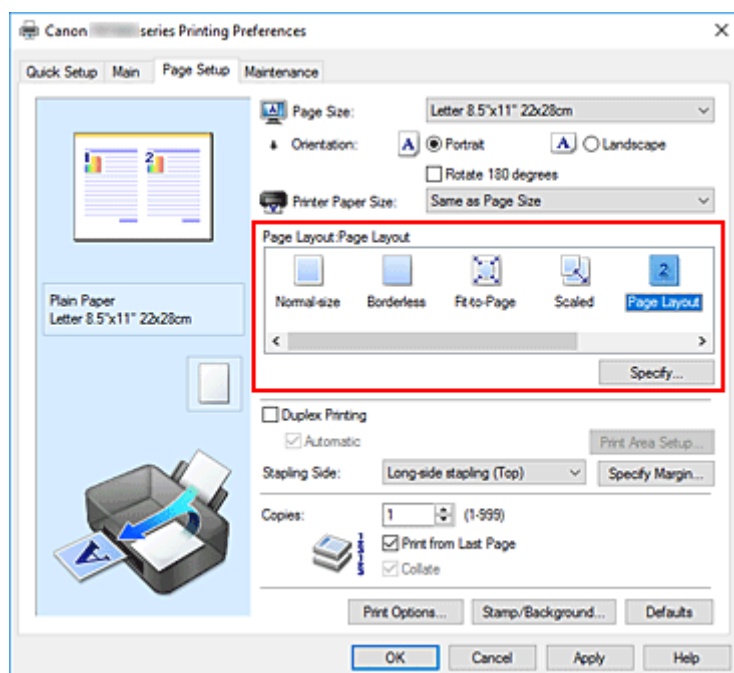 Canon series Printing Preferences
Quick Setup Main Page Setup Maintenance
1 2
Page Size: Letter 8.5"x11" 22x28cm
Orientation: A Portrait A Landscape
Rotate 180 degrees
Printer Paper Size: Same as Page Size
Page Layout:Page Layout
2
Normal-size Borderless Fit-to-Page Scaled Page Layout
Plain Paper
Letter 8.5"x11" 22x28cm
Specify...
Duplex Printing
Automatic Print Area Setup...
Stapling Side: Long-side stapling (Top) Specify Margin...
Copies: 1 (1-999)
Print from Last Page
Collate
A
Print Options... Stamp/Background... Defaults
OK Cancel Apply Help